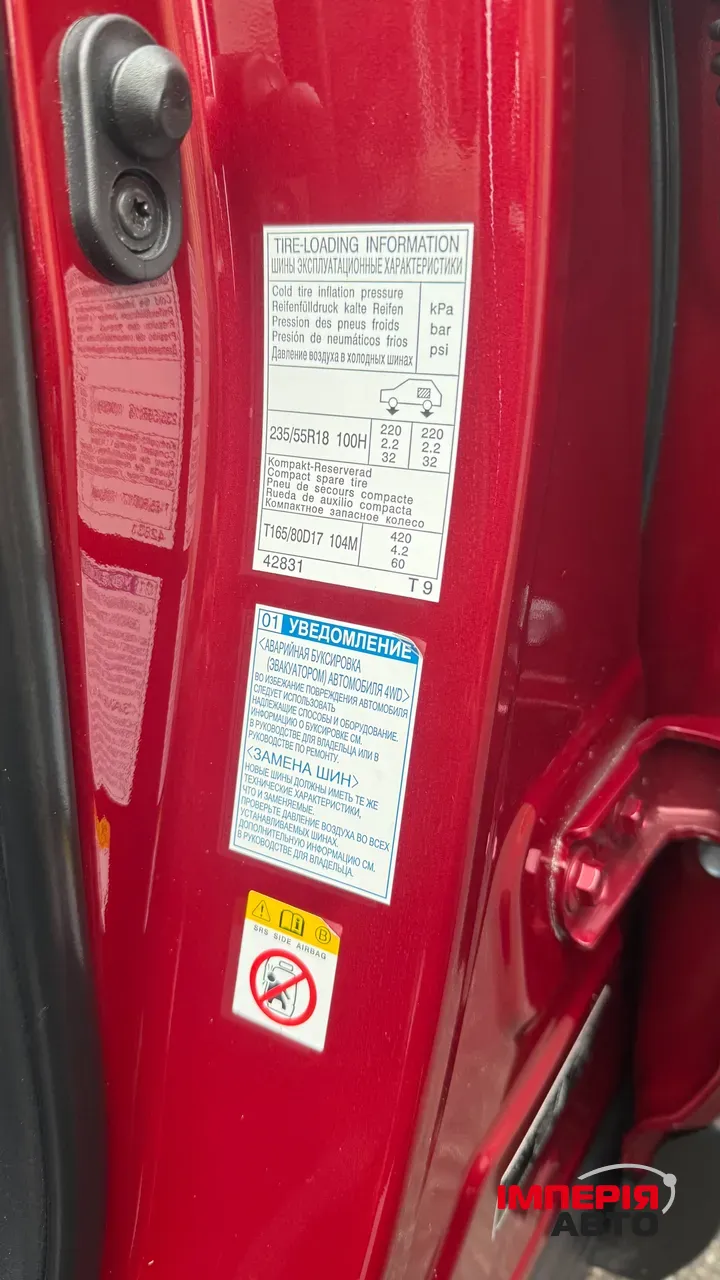 TIRE-LOADING INFORMATION
ШИНЫ ЭКСПЛУАТАЦИОННЫЕ ХАРАКТЕРИСТИКИ
Cold tire inflation pressure
Reifenfülldruck kalte Reifen
Pression des pneus froids
Presión de neumáticos frios
Давление воздуха в холодных шинах
kPa
bar
psi
235/55R18 100H
220
2.2
32
220
2.2
32
Kompakt-Reserverad
Compact spare tire
Pneu de secours compacte
Rueda de auxilio compacta
Компактное запасное колесо
T165/80D17 104M
420
4.2
60
42831
T 9
01 УВЕДОМЛЕНИЕ
<АВАРИЙНАЯ БУКСИРОВКА
(ЭВАКУАТОРОМ) АВТОМОБИЛЯ 4WD>
ВО ИЗБЕЖАНИЕ ПОВРЕЖДЕНИЯ АВТОМОБИЛЯ
СЛЕДУЕТ ИСПОЛЬЗОВАТЬ
НАДЛЕЖАЩИЕ СПОСОБЫ И ОБОРУДОВАНИЕ.
ИНФОРМАЦИЮ О БУКСИРОВКЕ СМ.
В РУКОВОДСТВЕ ДЛЯ ВЛАДЕЛЬЦА ИЛИ В
РУКОВОДСТВЕ ПО РЕМОНТУ.
<ЗАМЕНА ШИН>
НОВЫЕ ШИНЫ ДОЛЖНЫ ИМЕТЬ ТЕ ЖЕ
ТЕХНИЧЕСКИЕ ХАРАКТЕРИСТИКИ,
ЧТО И ЗАМЕНЯЕМЫЕ.
ПРОВЕРЬТЕ ДАВЛЕНИЕ ВОЗДУХА ВО ВСЕХ
УСТАНАВЛИВАЕМЫХ ШИНАХ.
ДОПОЛНИТЕЛЬНУЮ ИНФОРМАЦИЮ СМ.
В РУКОВОДСТВЕ ДЛЯ ВЛАДЕЛЬЦА.
B
SRS SIDE AIRBAG
ІМПЕРІЯ
АВТО